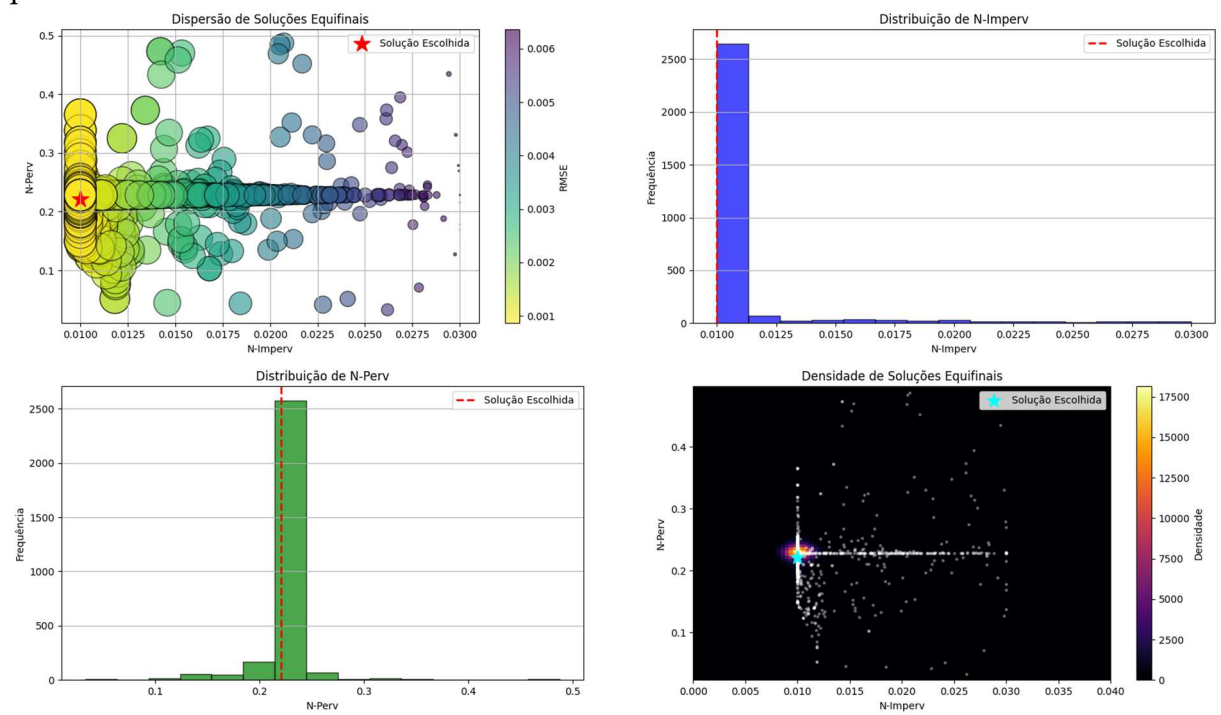 Dispersão de Soluções Equifinais
Solução Escolhida
N-Perv
0.5
0.4
0.3
0.2
0.1
0.0100 0.0125 0.0150 0.0175 0.0200 0.0225 0.0250 0.0275 0.0300
N-Imperv
0.006
0.005
0.004
0.003
0.002
0.001
RMSE
Distribuição de N-Imperv
Solução Escolhida
Frequência
2500
2000
1500
1000
500
0
0.0100 0.0125 0.0150 0.0175 0.0200 0.0225 0.0250 0.0275 0.0300
N-Imperv
Distribuição de N-Perv
Solução Escolhida
Frequência
2500
2000
1500
1000
500
0
0.1 0.2 0.3 0.4 0.5
N-Perv
Densidade de Soluções Equifinais
Solução Escolhida
N-Perv
0.4
0.3
0.2
0.1
0.000 0.005 0.010 0.015 0.020 0.025 0.030 0.035 0.040
N-Imperv
17500
15000
12500
10000
7500
5000
2500
0
Densidade